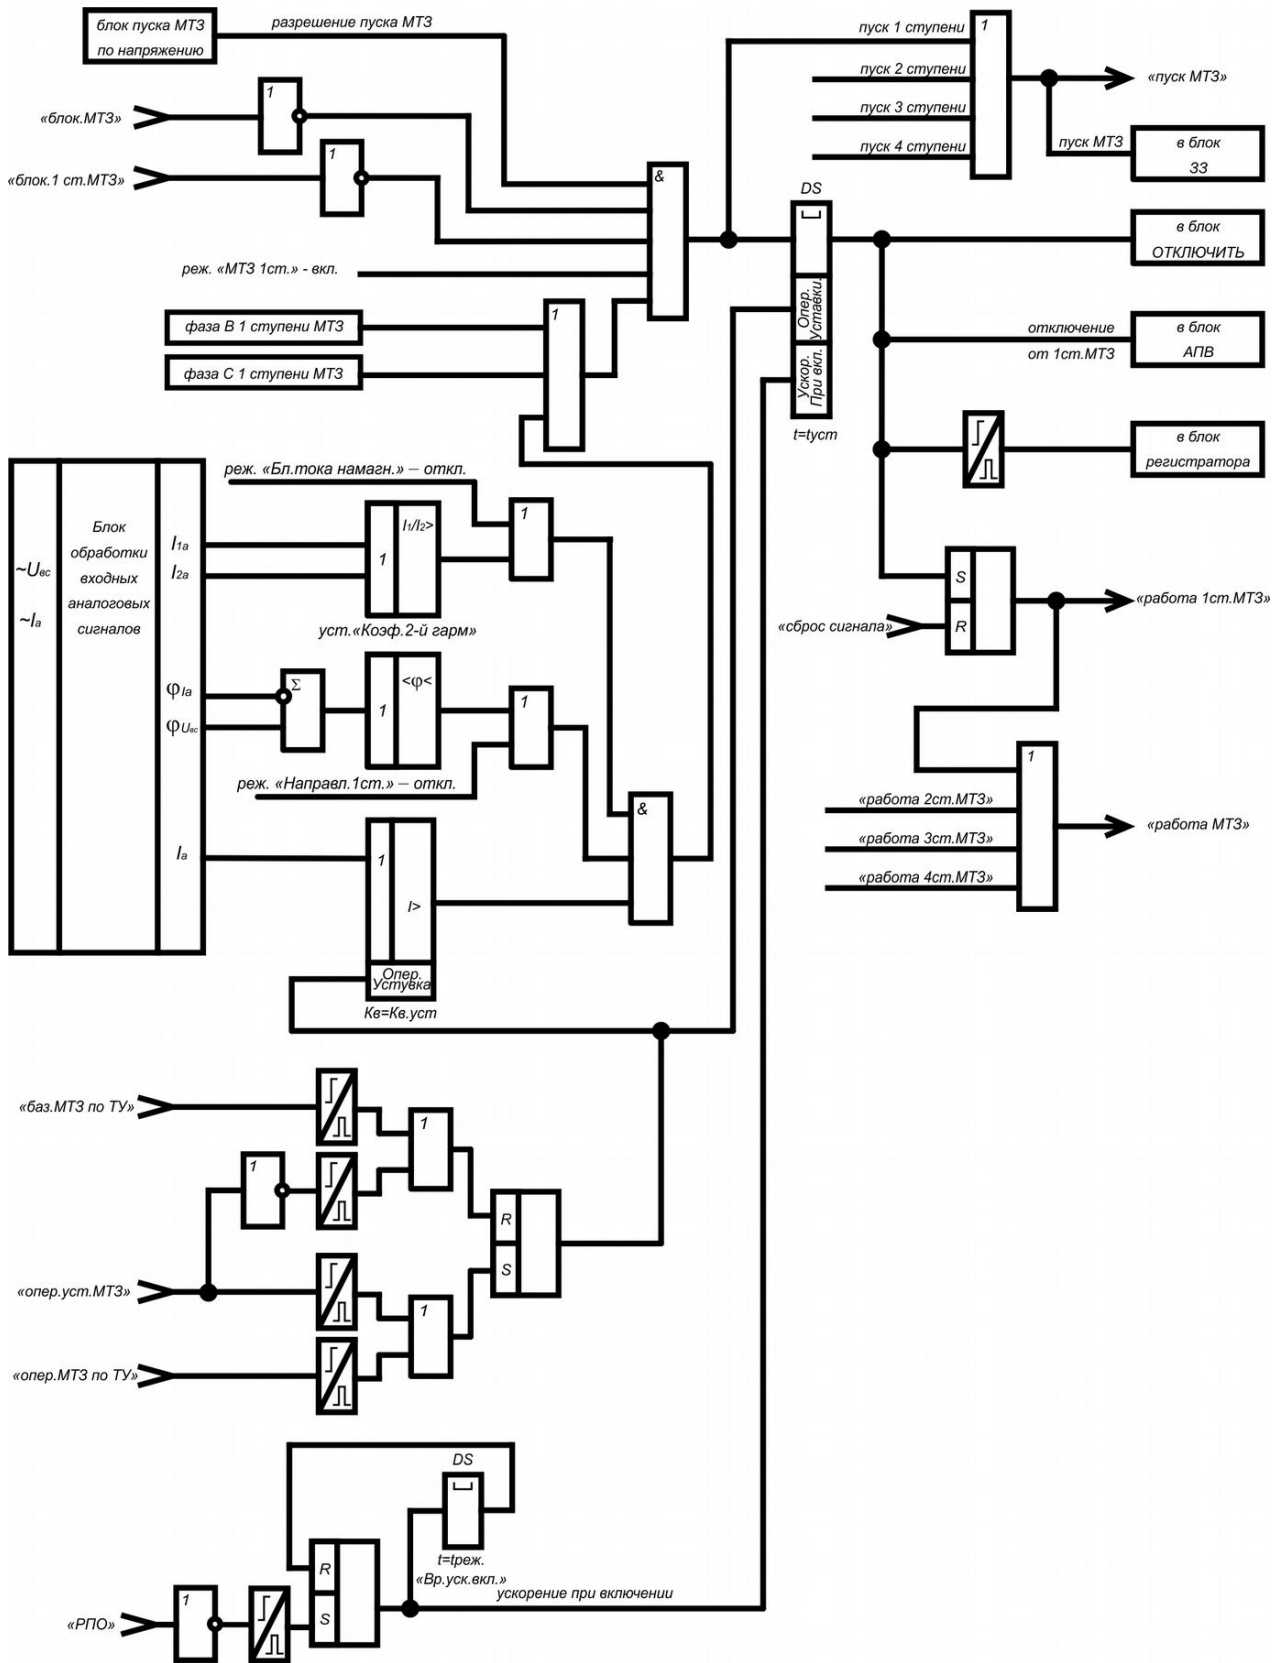 блок пуска МТЗ
по напряжению
разрешение пуска МТЗ
«блок.МТЗ»
1
«блок.1 ст.МТЗ»
1
реж. «МТЗ 1ст.» - вкл.
&
фаза В 1 ступени МТЗ
фаза С 1 ступени МТЗ
1
пуск 1 ступени
пуск 2 ступени
пуск 3 ступени
пуск 4 ступени
1
«пуск МТЗ»
пуск МТЗ
в блок
ЗЗ
DS
Опер.
Уставки.
Ускор.
При вкл.
t=tуст
в блок
ОТКЛЮЧИТЬ
отключение
от 1ст.МТЗ
в блок
АПВ
в блок
регистратора
S
R
«сброс сигнала»
«работа 1ст.МТЗ»
1
«работа 2ст.МТЗ»
«работа 3ст.МТЗ»
«работа 4ст.МТЗ»
«работа МТЗ»
~Uвс
~Iа
Блок
обработки
входных
аналоговых
сигналов
I1а
I2а
φIа
φUвс
Iа
реж. «Бл.тока намагн.» – откл.
1
I1/I2>
уст.«Коэф.2-й гарм»
1
Σ
1
<φ<
1
реж. «Направл.1ст.» – откл.
1
I>
Опер.
Устувка
Кв=Кв.уст
&
«баз.МТЗ по ТУ»
1
1
«опер.уст.МТЗ»
1
«опер.МТЗ по ТУ»
R
S
DS
t=tреж.
«Вр.уск.вкл.»
ускорение при включении
R
S
«РПО»
1